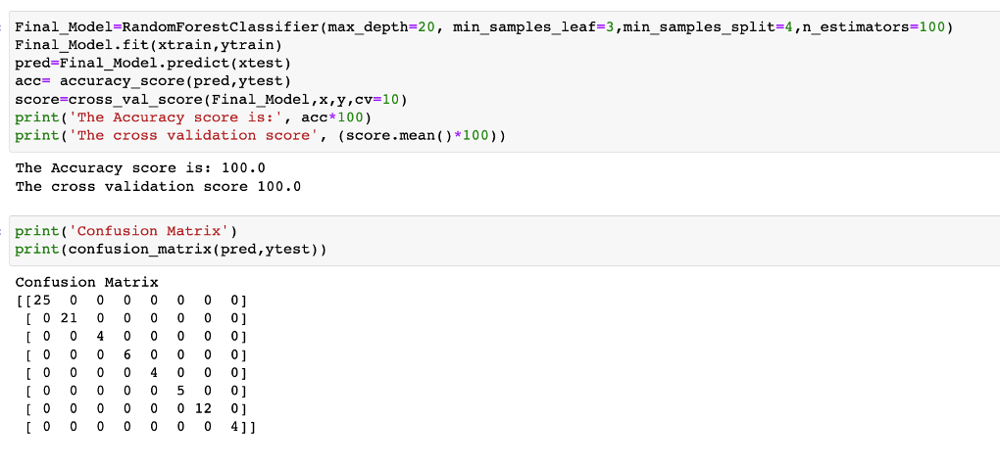 Final_Model=RandomForestClassifier(max_depth=20, min_samples_leaf=3,min_samples_split=4,n_estimators=100)
Final_Model.fit(xtrain,ytrain)
pred=Final_Model.predict(xtest)
acc= accuracy_score(pred,ytest)
score=cross_val_score(Final_Model,x,y,cv=10)
print('The Accuracy score is:', acc*100)
print('The cross validation score', (score.mean()*100))
The Accuracy score is: 100.0
The cross validation score 100.0
print('Confusion Matrix')
print(confusion_matrix(pred,ytest))
Confusion Matrix
[[25  0  0  0  0  0  0  0]
 [ 0 21  0  0  0  0  0  0]
 [ 0  0  4  0  0  0  0  0]
 [ 0  0  0  6  0  0  0  0]
 [ 0  0  0  0  4  0  0  0]
 [ 0  0  0  0  0  5  0  0]
 [ 0  0  0  0  0  0 12  0]
 [ 0  0  0  0  0  0  0  4]]